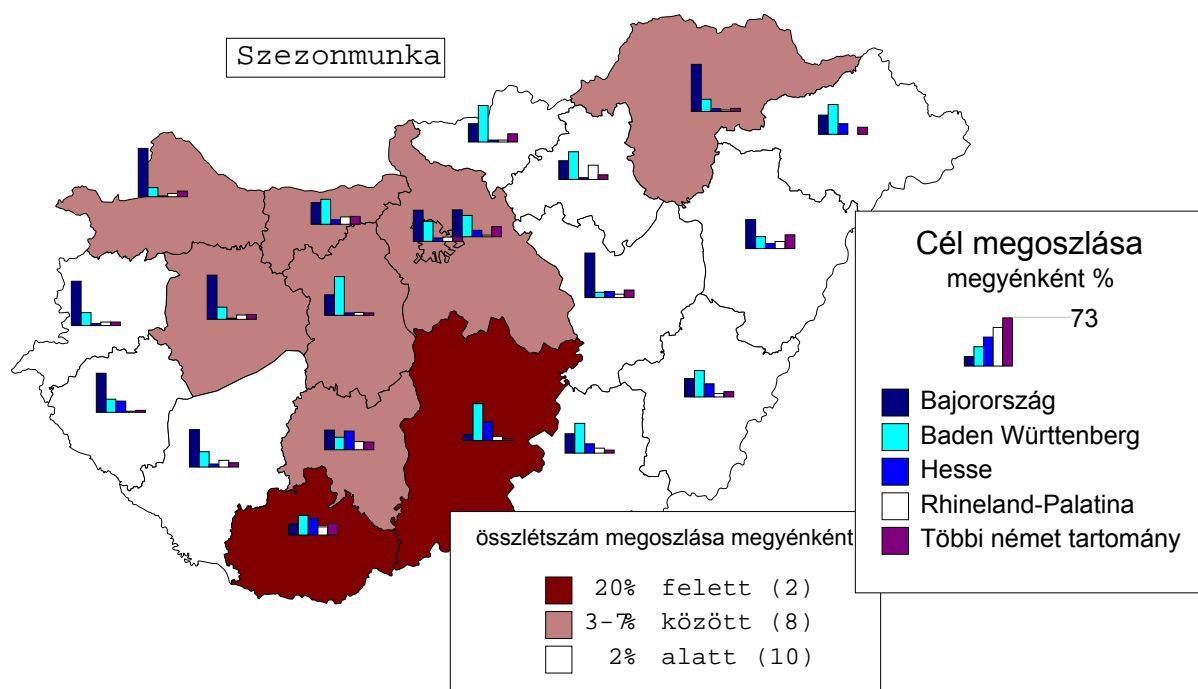 Szezonmunka
Cél megoszlása
megyénként %
73
Bajorország
Baden Württenberg
Hesse
Rhineland-Palatina
Többi német tartomány
összlétszám megoszlása megyénként
20% felett (2)
3-7% között (8)
2% alatt (10)